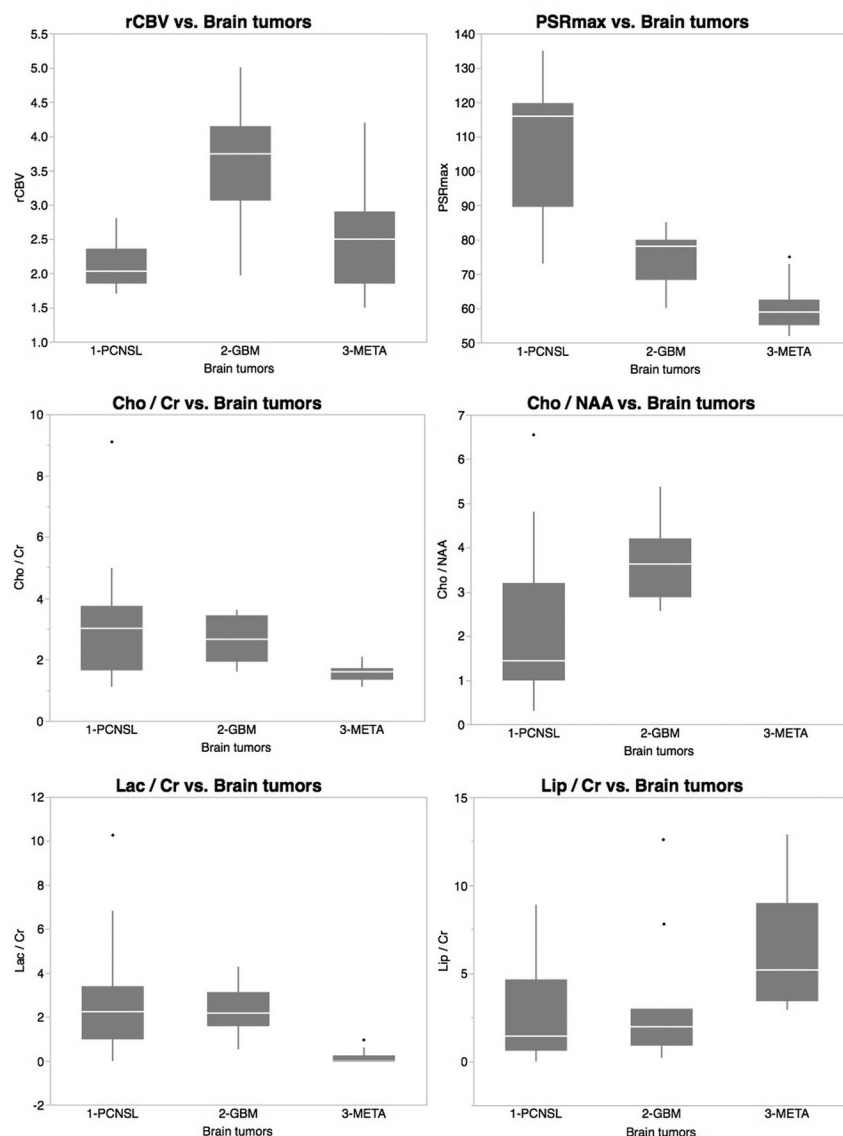 rCBV vs. Brain tumors
5.5
5.0
4.5
4.0
3.5
3.0
2.5
2.0
1.5
1.0
rCBV
1-PCNSL
2-GBM
3-META
Brain tumors
PSRmax vs. Brain tumors
140
130
120
110
100
90
80
70
60
50
PSRmax
1-PCNSL
2-GBM
3-META
Brain tumors
Cho / Cr vs. Brain tumors
10
8
6
4
2
0
Cho / Cr
1-PCNSL
2-GBM
3-META
Brain tumors
Cho / NAA vs. Brain tumors
7
6
5
4
3
2
1
0
Cho / NAA
1-PCNSL
2-GBM
3-META
Brain tumors
Lac / Cr vs. Brain tumors
12
10
8
6
4
2
0
-2
Lac / Cr
1-PCNSL
2-GBM
3-META
Brain tumors
Lip / Cr vs. Brain tumors
15
10
5
0
Lip / Cr
1-PCNSL
2-GBM
3-META
Brain tumors